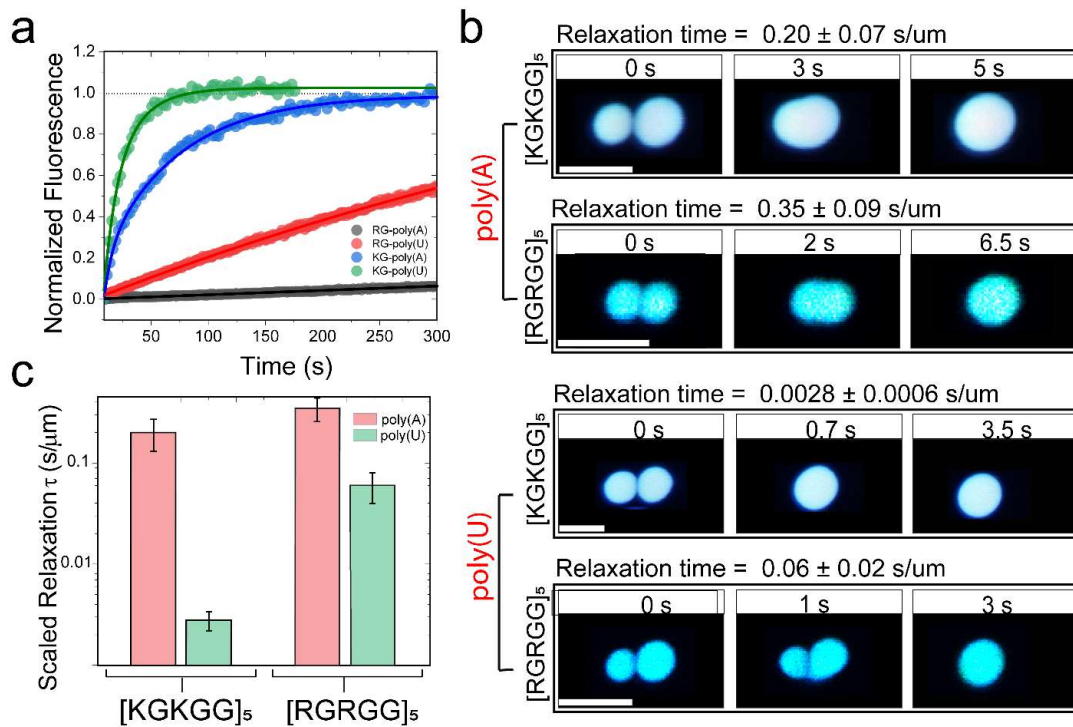 a
Normalized Fluorescence
1.2
1.0
0.8
0.6
0.4
0.2
0.0
50 100 150 200 250 300
Time (s)
RG-poly(A)
RG-poly(U)
KG-poly(A)
KG-poly(U)
b
poly(A)
Relaxation time = 0.20 ± 0.07 s/um
[KGKGG]₅
0 s 3 s 5 s
Relaxation time = 0.35 ± 0.09 s/um
[RGRGG]₅
0 s 2 s 6.5 s
poly(U)
Relaxation time = 0.0028 ± 0.0006 s/um
[KGKGG]₅
0 s 0.7 s 3.5 s
Relaxation time = 0.06 ± 0.02 s/um
[RGRGG]₅
0s 1 s 3 s
c
Scaled Relaxation τ (s/μm)
0.1
0.01
poly(A)
poly(U)
[KGKGG]₅ [RGRGG]₅